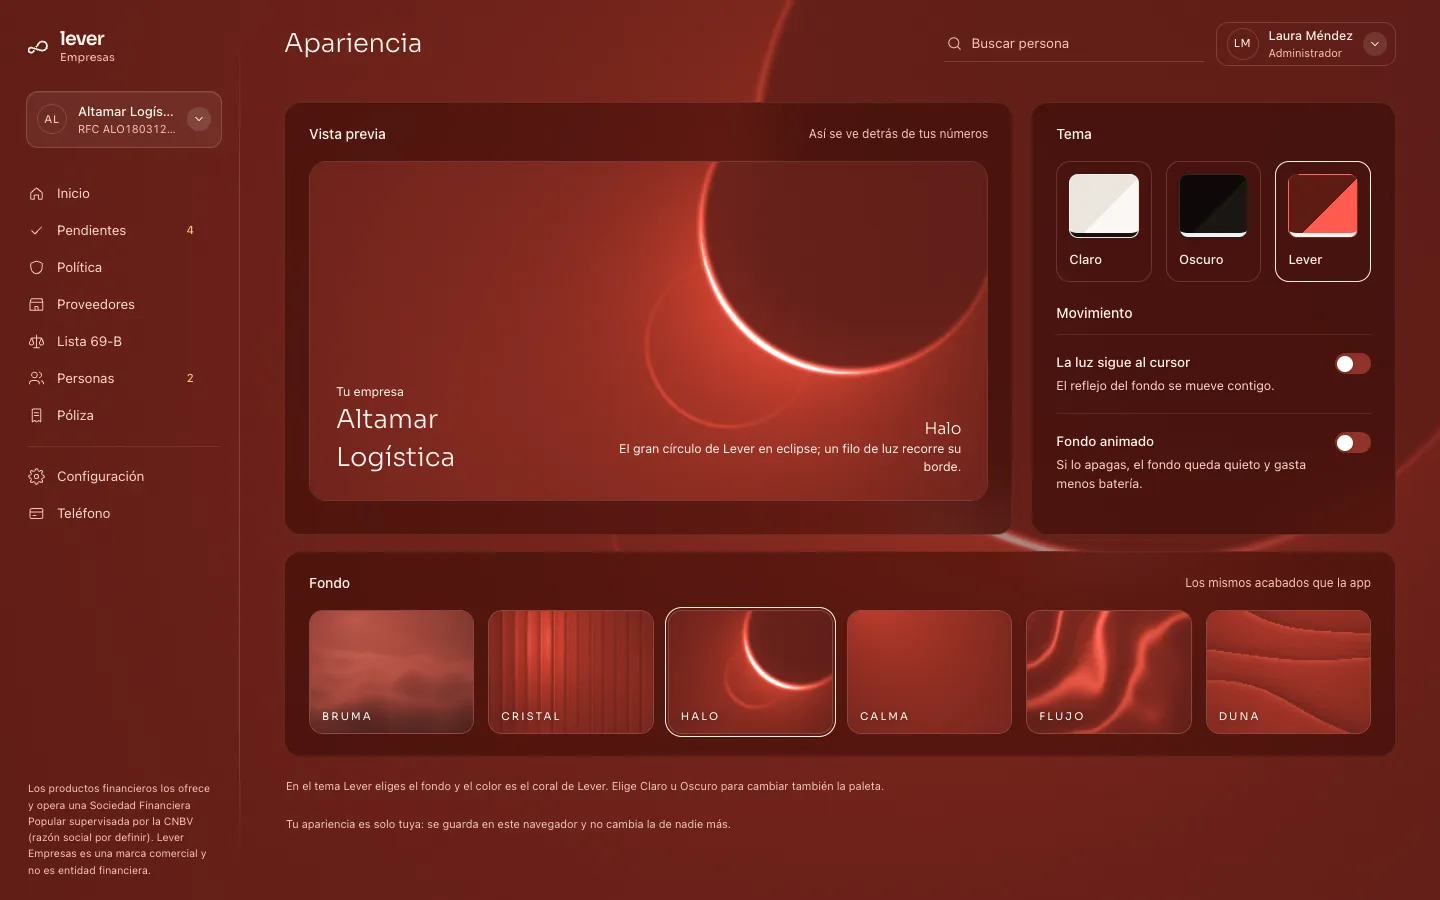 lever
Empresas
AL
Altamar Logís...
RFC ALO180312...
Inicio
Pendientes 4
Política
Proveedores
Lista 69-B
Personas 2
Póliza
Configuración
Teléfono
Los productos financieros los ofrece
y opera una Sociedad Financiera
Popular supervisada por la CNBV
(razón social por definir). Lever
Empresas es una marca comercial y
no es entidad financiera.
Apariencia
Buscar persona
LM
Laura Méndez
Administrador
Vista previa
Así se ve detrás de tus números
Tu empresa
Altamar
Logística
Halo
El gran círculo de Lever en eclipse; un filo de luz recorre su
borde.
Tema
Claro
Oscuro
Lever
Movimiento
La luz sigue al cursor
El reflejo del fondo se mueve contigo.
Fondo animado
Si lo apagas, el fondo queda quieto y gasta
menos batería.
Fondo
Los mismos acabados que la app
BRUMA
CRISTAL
HALO
CALMA
FLUJO
DUNA
En el tema Lever eliges el fondo y el color es el coral de Lever. Elige Claro u Oscuro para cambiar también la paleta.
Tu apariencia es solo tuya: se guarda en este navegador y no cambia la de nadie más.